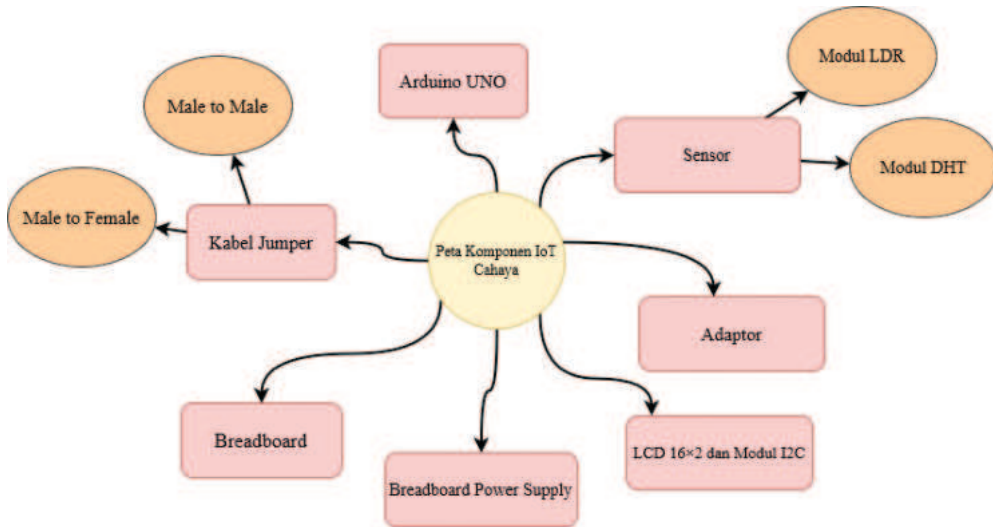 Modul LDR
Arduino UNO
Male to Male
Sensor
Modul DHT
Male to Female
Kabel Jumper
Peta Komponen IoT
Cahaya
Adaptor
Breadboard
LCD 16×2 dan Modul I2C
Breadboard Power Supply